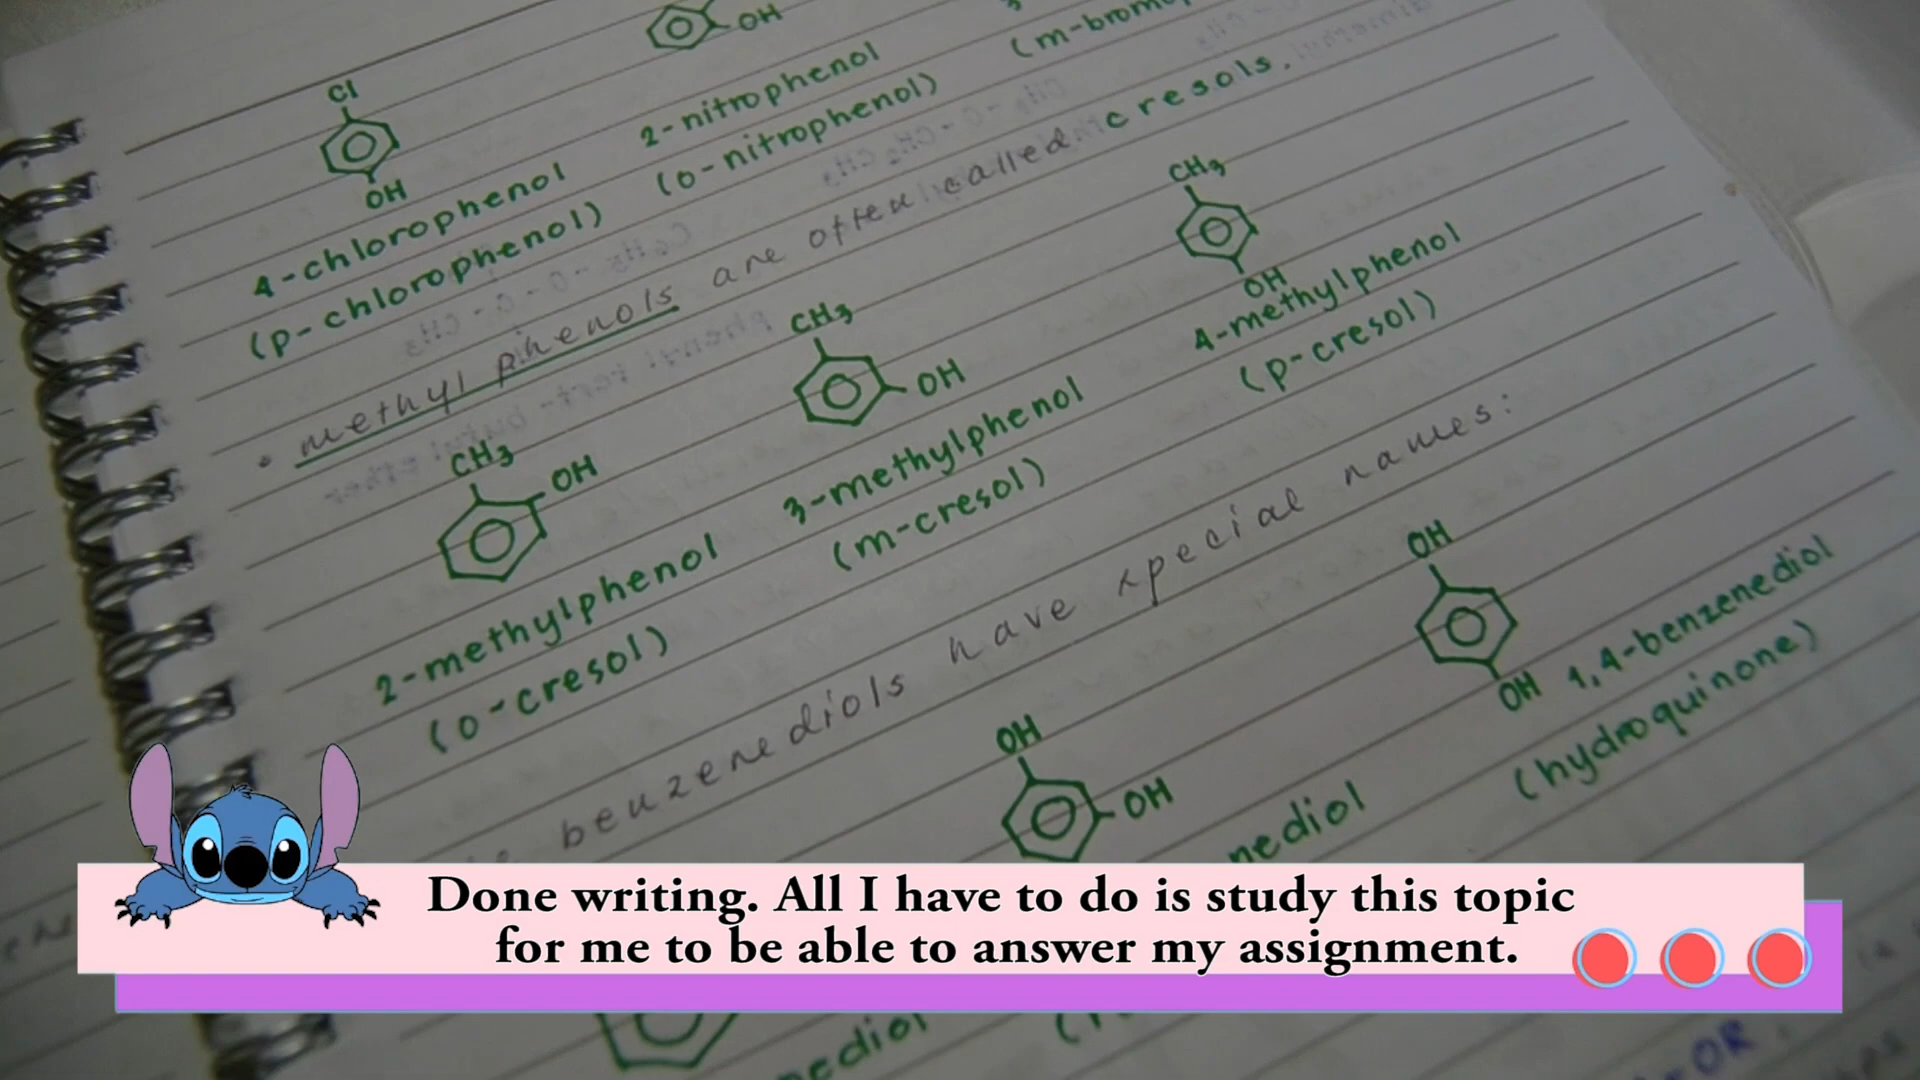 OH
Cl
OH
4-chlorophenol
(p-chlorophenol)
2-nitrophenol
(o-nitrophenol)
(m-bromo
• methyl phenols are often called cresols.
CH3
OH
2-methylphenol
(o-cresol)
CH3
OH
3-methylphenol
(m-cresol)
CH3
OH
4-methylphenol
(p-cresol)
benzenediols have special names:
OH
OH
nediol
OH
OH
1,4-benzenediol
(hydroquinone)
nediol
OR
Done writing. All I have to do is study this topic
for me to be able to answer my assignment.